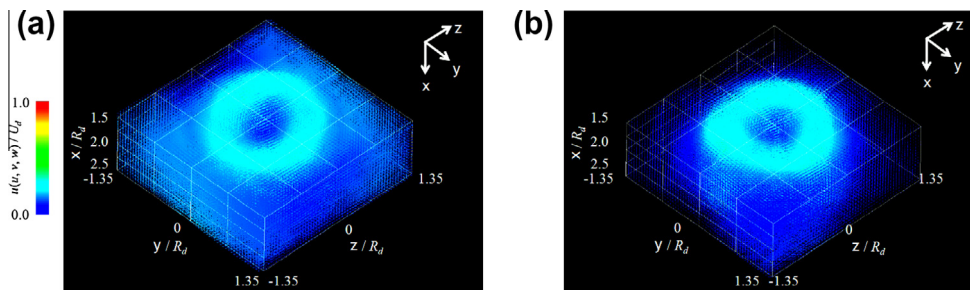 (a)
z
y
x
1.0
u(u, v, w) / U_d
0.0
x / R_d
1.5
2.0
2.5
-1.35
0
y / R_d
1.35
-1.35
0
z / R_d
1.35
(b)
z
y
x
x / R_d
1.5
2.0
2.5
-1.35
0
y / R_d
1.35
-1.35
0
z / R_d
1.35